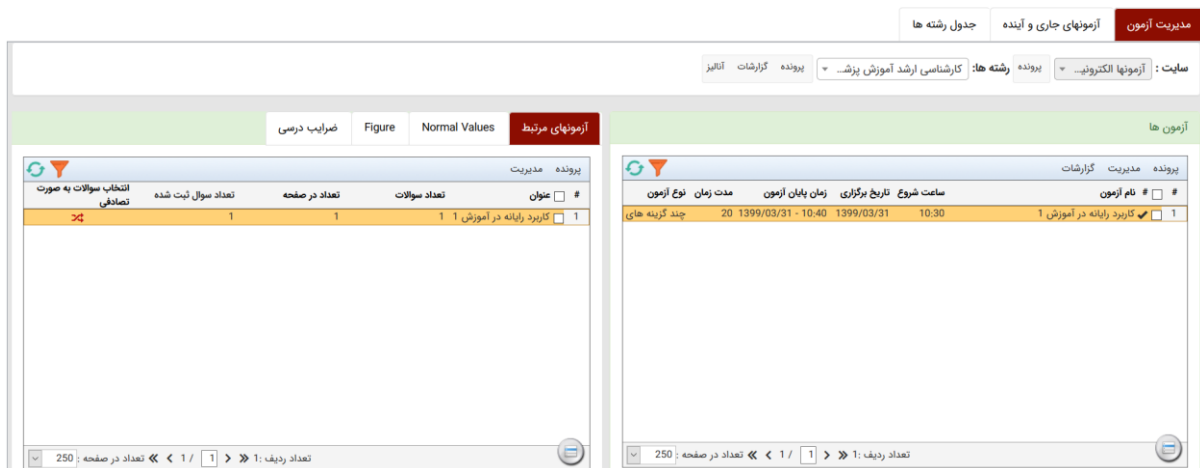 مدیریت آزمون آزمونهای جاری و آینده جدول رشته ها
سایت : آزمونها الکترونیـ... پرونده رشته ها: کارشناسی ارشد آموزش پزشـ... پرونده گزارشات آنالیز
آزمون ها
پرونده مدیریت گزارشات
# # نام آزمون ساعت شروع تاریخ برگزاری زمان پایان آزمون مدت زمان نوع آزمون
1 کاربرد رایانه در آموزش 1 10:30 1399/03/31 1399/03/31 - 10:40 20 چند گزینه های
تعداد ردیف :1 1 / 1 تعداد در صفحه : 250
آزمونهای مرتبط Normal Values Figure ضرایب درسی
پرونده مدیریت
# عنوان تعداد سوالات تعداد در صفحه تعداد سوال ثبت شده انتخاب سوالات به صورت
تصادفی
1 کاربرد رایانه در آموزش 1 1 1 1
تعداد ردیف :1 1 / 1 تعداد در صفحه : 250